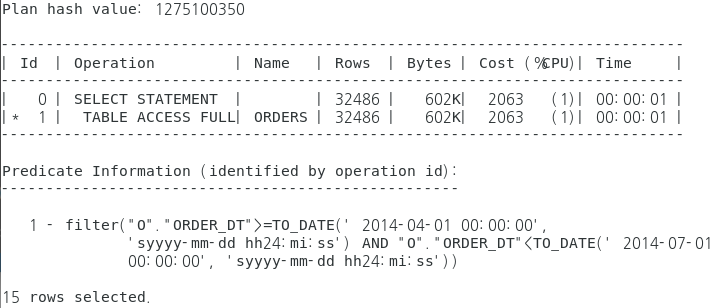 Plan hash value: 1275100350
--------------------------------------------------------------------------
| Id | Operation | Name | Rows | Bytes | Cost (%CPU)| Time |
--------------------------------------------------------------------------
| 0 | SELECT STATEMENT | | 32486 | 602K| 2063 (1)| 00:00:01 |
|* 1 | TABLE ACCESS FULL| ORDERS | 32486 | 602K| 2063 (1)| 00:00:01 |
--------------------------------------------------------------------------
Predicate Information (identified by operation id):
---------------------------------------------------
1 - filter("O"."ORDER_DT">=TO_DATE(' 2014-04-01 00:00:00',
'syyyy-mm-dd hh24:mi:ss') AND "O"."ORDER_DT"<TO_DATE(' 2014-07-01
00:00:00', 'syyyy-mm-dd hh24:mi:ss'))
15 rows selected.